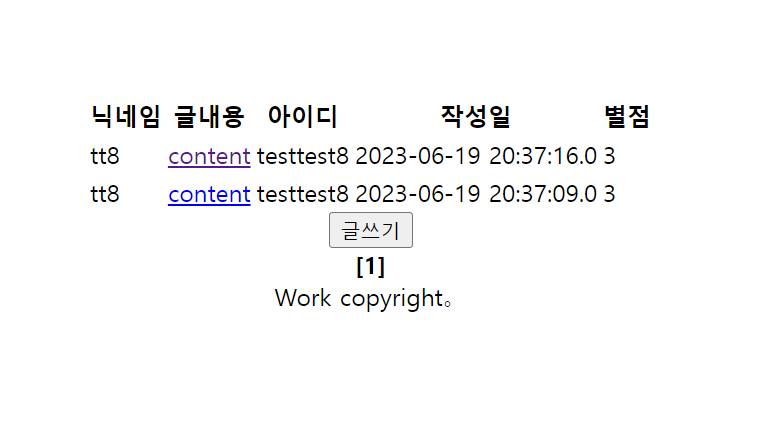 닉네임 글내용 아이디 작성일 별점
tt8 content testtest8 2023-06-19 20:37:16.0 3
tt8 content testtest8 2023-06-19 20:37:09.0 3
글쓰기
[1]
Work copyright。